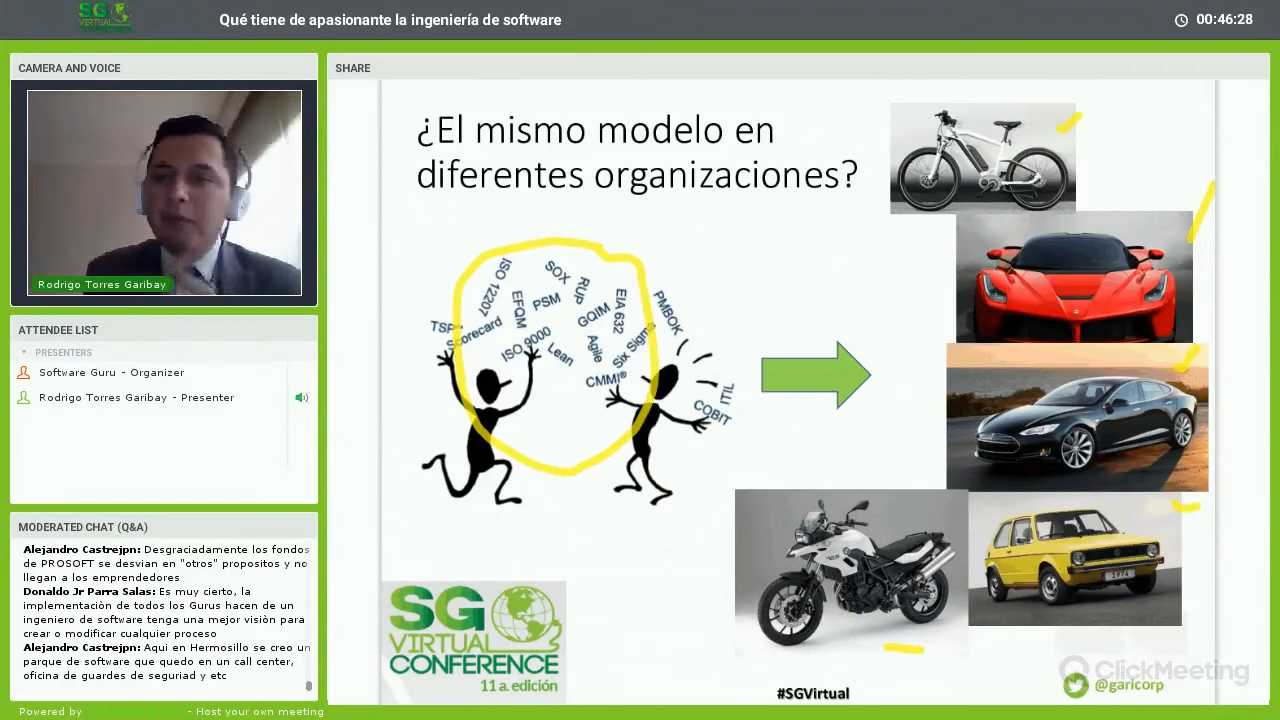 SG
VIRTUAL
Qué tiene de apasionante la ingeniería de software
00:46:28
CAMERA AND VOICE
Rodrigo Torres Garibay
ATTENDEE LIST
PRESENTERS
Software Guru - Organizer
Rodrigo Torres Garibay - Presenter
MODERATED CHAT (Q&A)
Alejandro Castrejpn: Desgraciadamente los fondos
de PROSOFT se desvian en "otros" propositos y no
llegan a los emprendedores
Donaldo Jr Parra Salas: Es muy cierto, la
implementaciòn de todos los Gurus hacen de un
ingeniero de software tenga una mejor visiòn para
crear o modificar cualquier proceso
Alejandro Castrejpn: Aqui en Hermosillo se creo un
parque de software que quedo en un call center,
oficina de guardes de seguriad y etc
Powered by
- Host your own meeting
SHARE
¿El mismo modelo en
diferentes organizaciones?
TSP
Scorecard
ISO 12207
EFQM
ISO 9000
SOX
PSM
Lean
RUP
GQIM
Agile
CMMI®
EIA 632
Six Sigma
PMBOK
ITIL
COBIT
1974
SG
VIRTUAL
CONFERENCE
11 a. edición
#SGVirtual
ClickMeeting
@garicorp